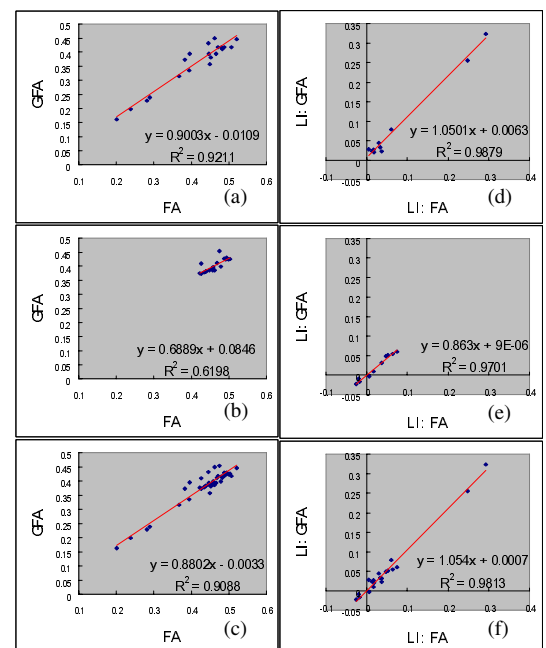 0.5
0.45
0.4
0.35
0.3
0.25
0.2
0.15
0.1
0.05
0
GFA
y = 0.9003x - 0.0109
R² = 0.9211
0.1 0.2 0.3 0.4 0.5 0.6
FA
(a)
0.35
0.3
0.25
0.2
0.15
0.1
0.05
0
-0.05
LI: GFA
y = 1.0501x + 0.0063
R² = 0.9879
-0.1 0.0 0.1 0.2 0.3 0.4
LI: FA
(d)
0.5
0.45
0.4
0.35
0.3
0.25
0.2
0.15
0.1
0.05
0
GFA
y = 0.6889x + 0.0846
R² = 0.6198
0.1 0.2 0.3 0.4 0.5 0.6
FA
(b)
0.35
0.3
0.25
0.2
0.15
0.1
0.05
0
-0.05
LI: GFA
y = 0.863x + 9E-06
R² = 0.9701
-0.1 0.0 0.1 0.2 0.3 0.4
LI: FA
(e)
0.5
0.45
0.4
0.35
0.3
0.25
0.2
0.15
0.1
0.05
0
GFA
y = 0.8802x - 0.0033
R² = 0.9088
0.1 0.2 0.3 0.4 0.5 0.6
FA
(c)
0.35
0.3
0.25
0.2
0.15
0.1
0.05
0
-0.05
LI: GFA
y = 1.054x + 0.0007
R² = 0.9813
-0.1 0.0 0.1 0.2 0.3 0.4
LI: FA
(f)